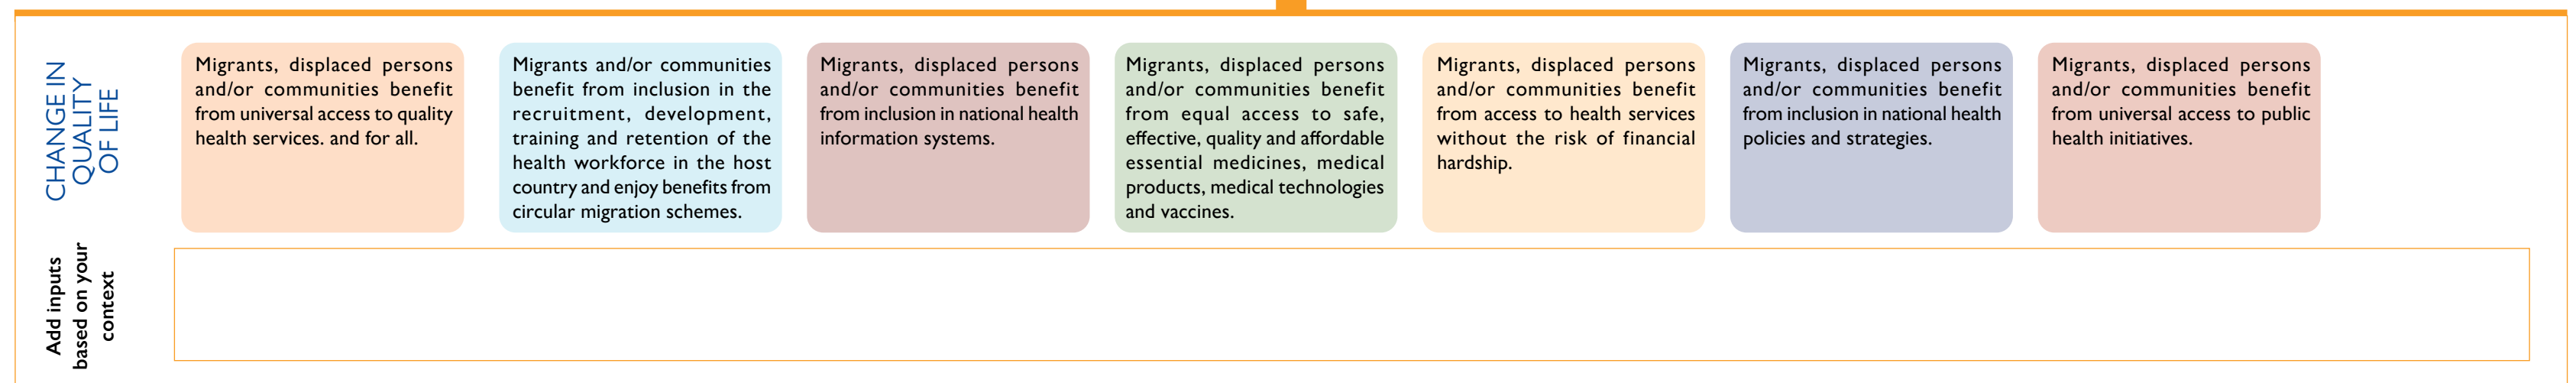 CHANGE IN
QUALITY
OF LIFE
Migrants, displaced persons
and/or communities benefit
from universal access to quality
health services. and for all.
Migrants and/or communities
benefit from inclusion in the
recruitment, development,
training and retention of the
health workforce in the host
country and enjoy benefits from
circular migration schemes.
Migrants, displaced persons
and/or communities benefit
from inclusion in national health
information systems.
Migrants, displaced persons
and/or communities benefit
from equal access to safe,
effective, quality and affordable
essential medicines, medical
products, medical technologies
and vaccines.
Migrants, displaced persons
and/or communities benefit
from access to health services
without the risk of financial
hardship.
Migrants, displaced persons
and/or communities benefit
from inclusion in national health
policies and strategies.
Migrants, displaced persons
and/or communities benefit
from universal access to public
health initiatives.
Add inputs
based on your
context